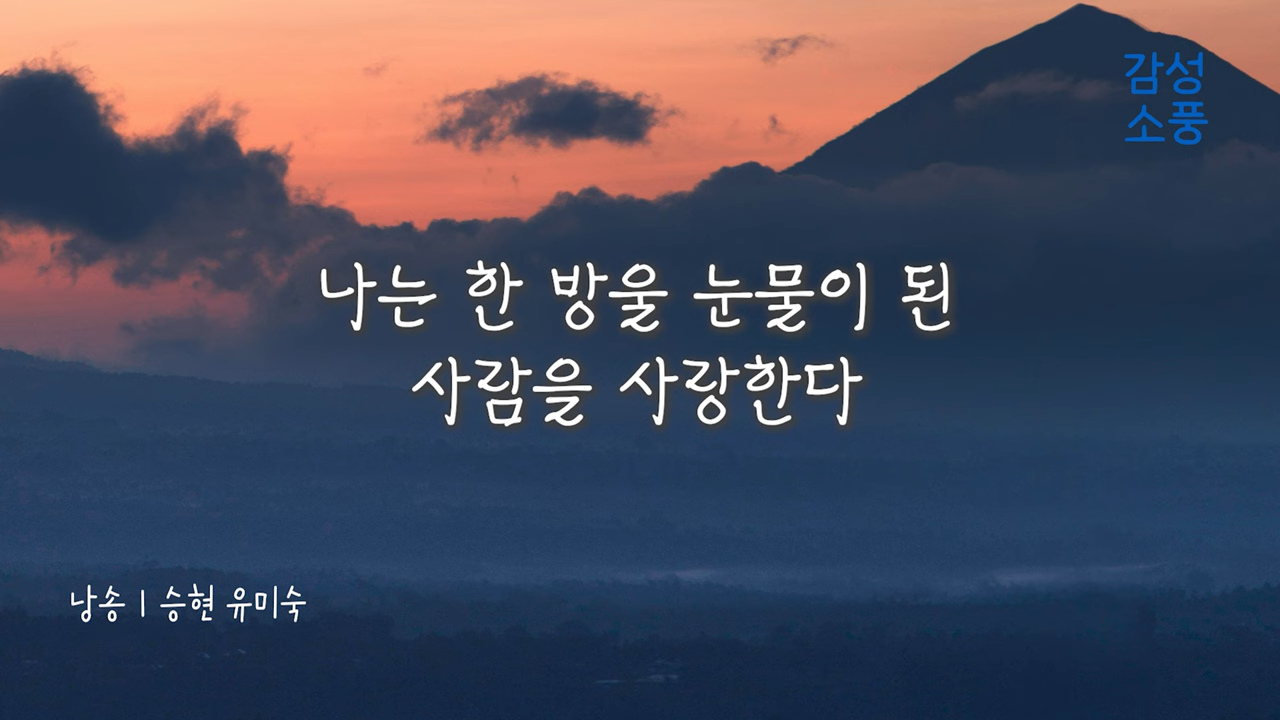 감성
소풍
나는 한 방울 눈물이 된
사람을 사랑한다
낭송 | 승현 유미숙